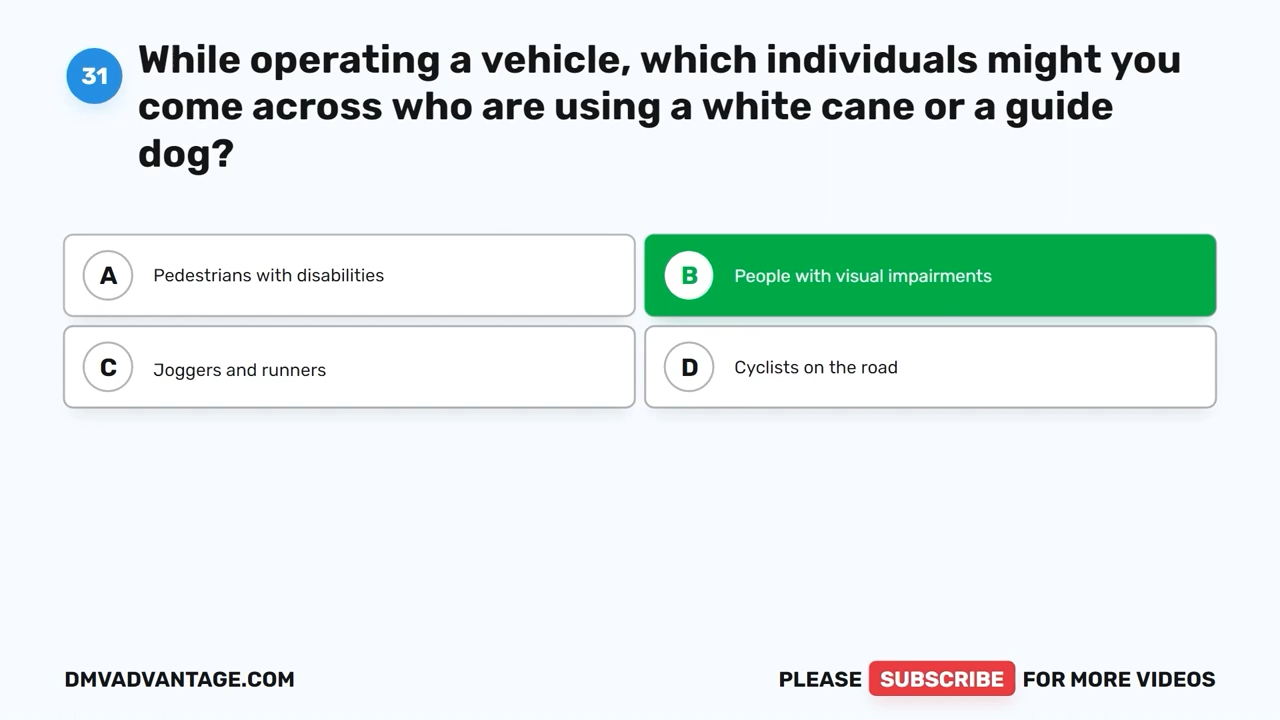 31
While operating a vehicle, which individuals might you
come across who are using a white cane or a guide
dog?
A Pedestrians with disabilities
B People with visual impairments
C Joggers and runners
D Cyclists on the road
DMVADVANTAGE.COM
PLEASE SUBSCRIBE FOR MORE VIDEOS